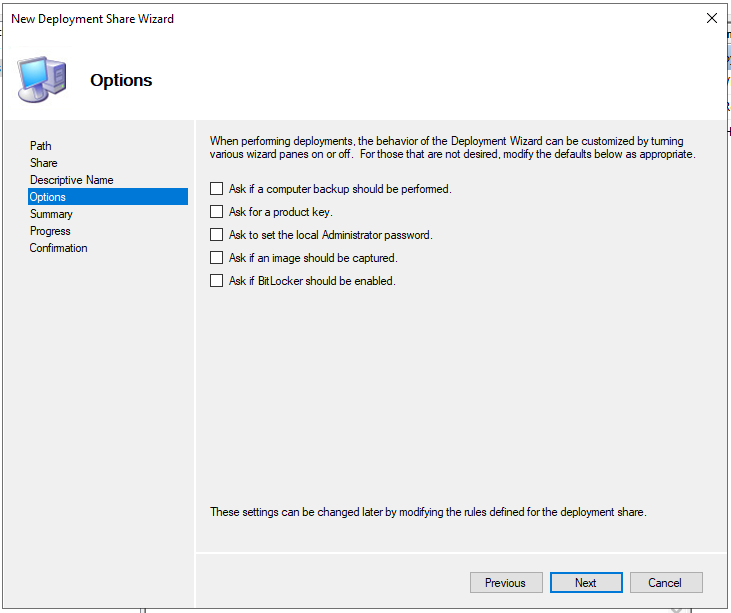 New Deployment Share Wizard
Options
Path
Share
Descriptive Name
Options
Summary
Progress
Confirmation
When performing deployments, the behavior of the Deployment Wizard can be customized by turning
various wizard panes on or off.  For those that are not desired, modify the defaults below as appropriate.
Ask if a computer backup should be performed.
Ask for a product key.
Ask to set the local Administrator password.
Ask if an image should be captured.
Ask if BitLocker should be enabled.
These settings can be changed later by modifying the rules defined for the deployment share.
Previous
Next
Cancel